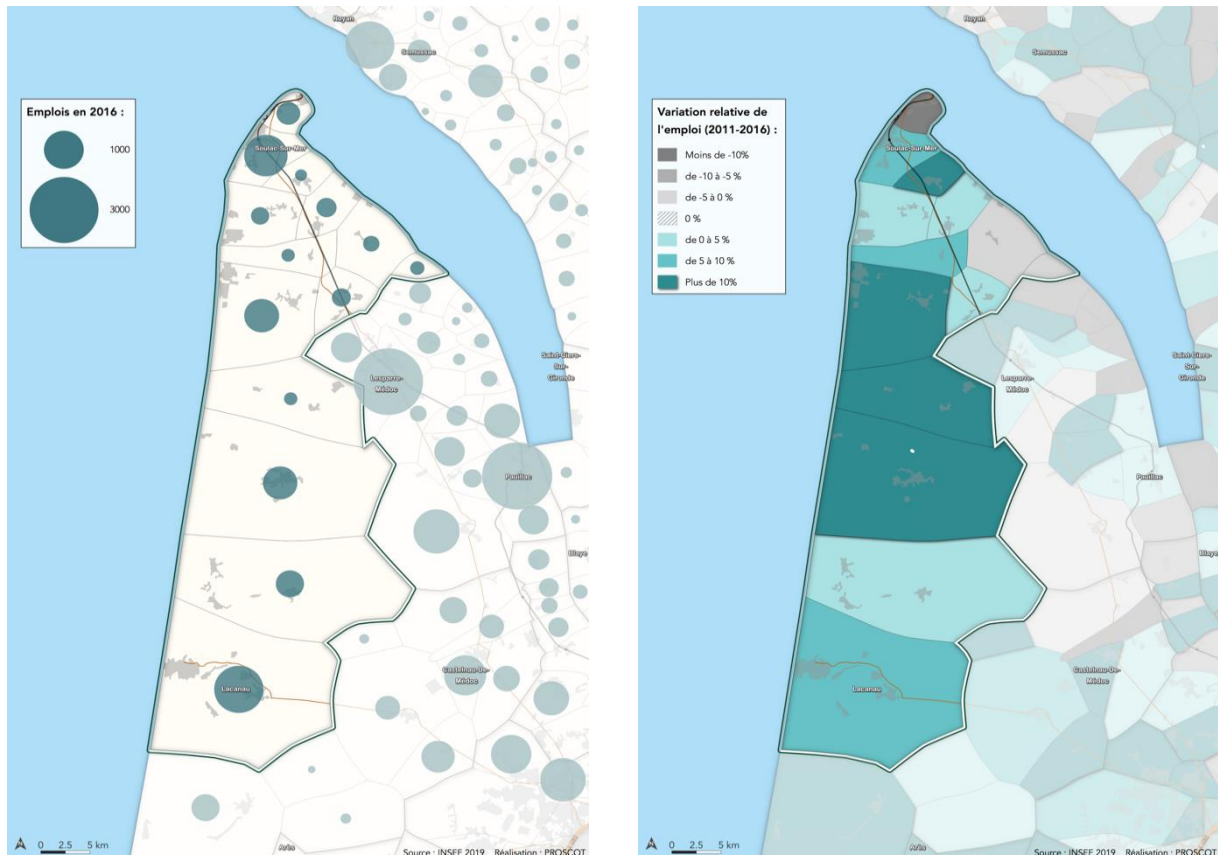 Royan
Semussac
Emplois en 2016 :
1000
3000
Soulac-Sur-Mer
Lesparre-
Médoc
Saint-Ciers-
Sur-
Gironde
Pauillac
Blaye
Castelnau-De-
Médoc
Lacanau
Arès
0 2.5 5 km
Source : INSEE 2019 Réalisation : PROSCOT
Royan
Semussac
Variation relative de
l'emploi (2011-2016) :
Moins de -10%
de -10 à -5 %
de -5 à 0 %
0 %
de 0 à 5 %
de 5 à 10 %
Plus de 10%
Soulac-Sur-Mer
Lesparre-
Médoc
Saint-Ciers-
Sur-
Gironde
Pauillac
Blaye
Castelnau-De-
Médoc
Lacanau
Arès
0 2.5 5 km
Source : INSEE 2019 Réalisation : PROSCOT